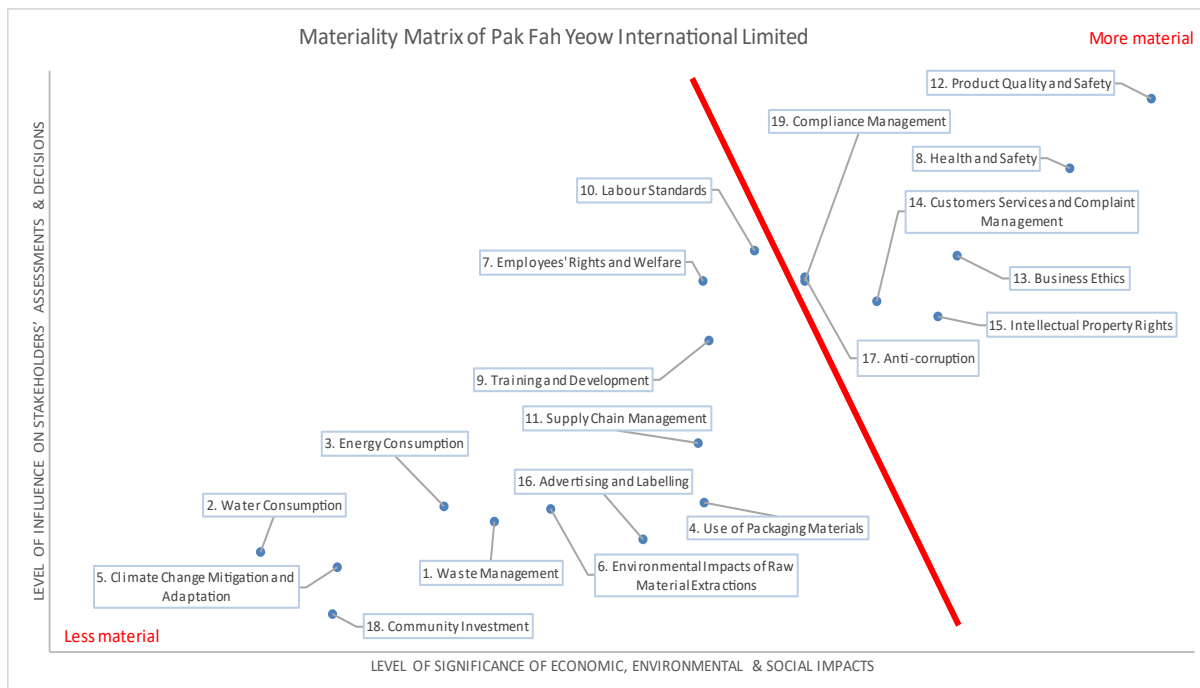 Materiality Matrix of Pak Fah Yeow International Limited
More material
12. Product Quality and Safety
19. Compliance Management
8. Health and Safety
10. Labour Standards
14. Customers Services and Complaint
Management
7. Employees' Rights and Welfare
13. Business Ethics
15. Intellectual Property Rights
17. Anti-corruption
9. Training and Development
11. Supply Chain Management
3. Energy Consumption
16. Advertising and Labelling
2. Water Consumption
4. Use of Packaging Materials
5. Climate Change Mitigation and
Adaptation
1. Waste Management
6. Environmental Impacts of Raw
Material Extractions
18. Community Investment
Less material
LEVEL OF INFLUENCE ON STAKEHOLDERS' ASSESSMENTS & DECISIONS
LEVEL OF SIGNIFICANCE OF ECONOMIC, ENVIRONMENTAL & SOCIAL IMPACTS